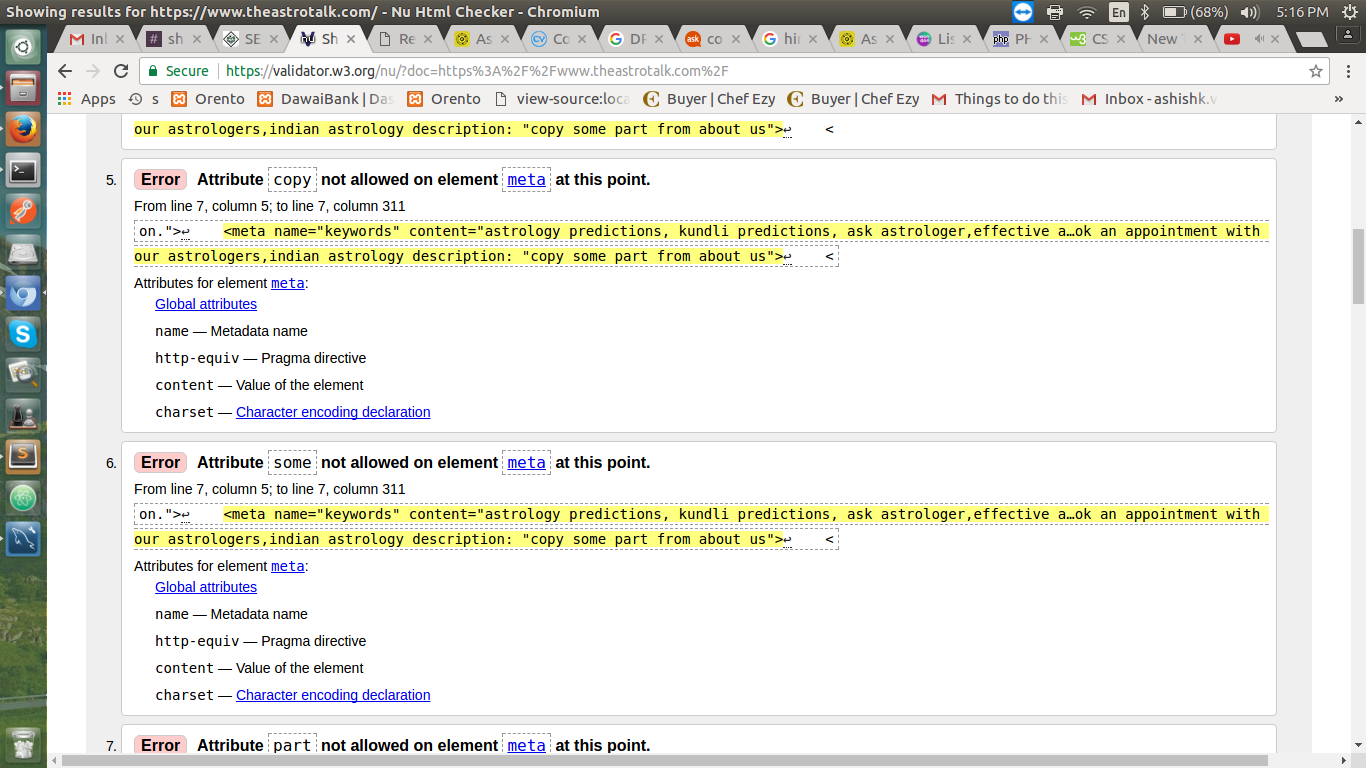 Showing results for https://www.theastrotalk.com/ - Nu Html Checker - Chromium En (68%) 5:16 PM
Inl sh SE Sh Re As Co DF co hir As Lis PH CS New
Secure https://validator.w3.org/nu/?doc=https%3A%2F%2Fwww.theastrotalk.com%2F
Apps s Orento DawaiBank | Das Orento view-source:loca Buyer | Chef Ezy Buyer | Chef Ezy Things to do this Inbox - ashishk.v »
our astrologers,indian astrology description: "copy some part from about us">↩ <
5. Error Attribute copy not allowed on element meta at this point.
From line 7, column 5; to line 7, column 311
on.">↩ <meta name="keywords" content="astrology predictions, kundli predictions, ask astrologer,effective a…ok an appointment with
our astrologers,indian astrology description: "copy some part from about us">↩ <
Attributes for element meta:
Global attributes
name — Metadata name
http-equiv — Pragma directive
content — Value of the element
charset — Character encoding declaration
6. Error Attribute some not allowed on element meta at this point.
From line 7, column 5; to line 7, column 311
on.">↩ <meta name="keywords" content="astrology predictions, kundli predictions, ask astrologer,effective a…ok an appointment with
our astrologers,indian astrology description: "copy some part from about us">↩ <
Attributes for element meta:
Global attributes
name — Metadata name
http-equiv — Pragma directive
content — Value of the element
charset — Character encoding declaration
7. Error Attribute part not allowed on element meta at this point.